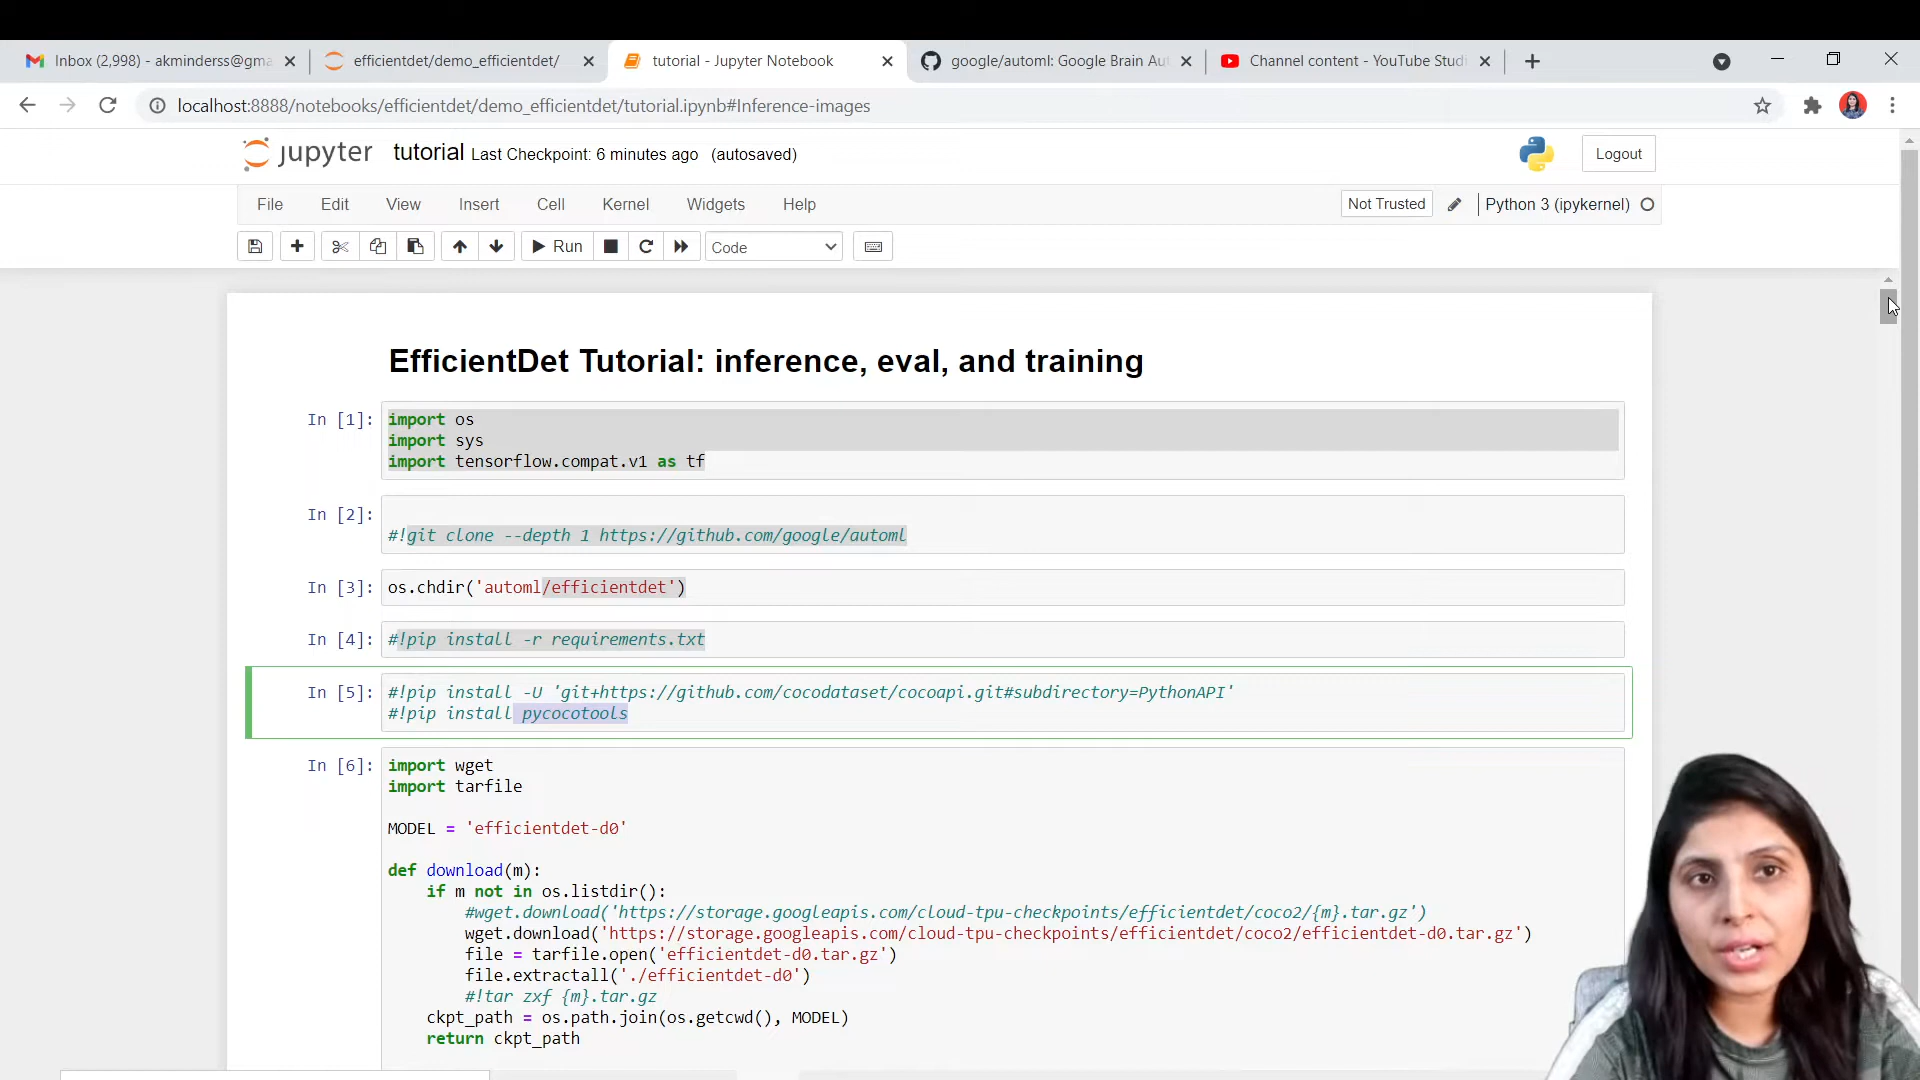 Inbox (2,998) - akminderss@gma
efficientdet/demo_efficientdet/
tutorial - Jupyter Notebook
google/automl: Google Brain Aut
Channel content - YouTube Studi
localhost:8888/notebooks/efficientdet/demo_efficientdet/tutorial.ipynb#Inference-images
jupyter tutorial Last Checkpoint: 6 minutes ago (autosaved)
Logout
File Edit View Insert Cell Kernel Widgets Help
Not Trusted
Python 3 (ipykernel)
Run
Code
EfficientDet Tutorial: inference, eval, and training
In [1]: import os
import sys
import tensorflow.compat.v1 as tf
In [2]:
#!git clone --depth 1 https://github.com/google/automl
In [3]: os.chdir('automl/efficientdet')
In [4]: #!pip install -r requirements.txt
In [5]: #!pip install -U 'git+https://github.com/cocodataset/cocoapi.git#subdirectory=PythonAPI'
#!pip install pycocotools
In [6]: import wget
import tarfile
MODEL = 'efficientdet-d0'
def download(m):
if m not in os.listdir():
#wget.download('https://storage.googleapis.com/cloud-tpu-checkpoints/efficientdet/coco2/{m}.tar.gz')
wget.download('https://storage.googleapis.com/cloud-tpu-checkpoints/efficientdet/coco2/efficientdet-d0.tar.gz')
file = tarfile.open('efficientdet-d0.tar.gz')
file.extractall('./efficientdet-d0')
#!tar zxf {m}.tar.gz
ckpt_path = os.path.join(os.getcwd(), MODEL)
return ckpt_path